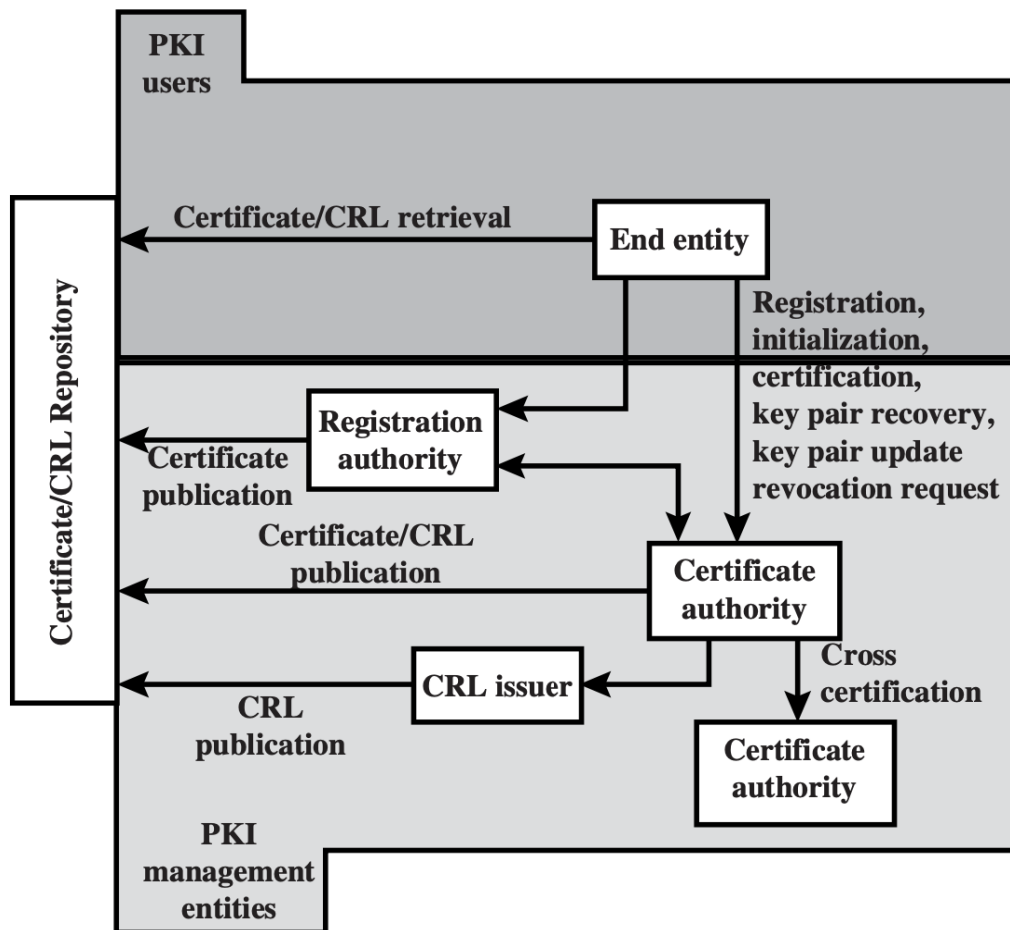 PKI
users
Certificate/CRL retrieval
End entity
Registration,
initialization,
certification,
key pair recovery,
key pair update
revocation request
Certificate/CRL Repository
Registration
authority
Certificate
publication
Certificate/CRL
publication
Certificate
authority
Cross
certification
CRL issuer
CRL
publication
Certificate
authority
PKI
management
entities